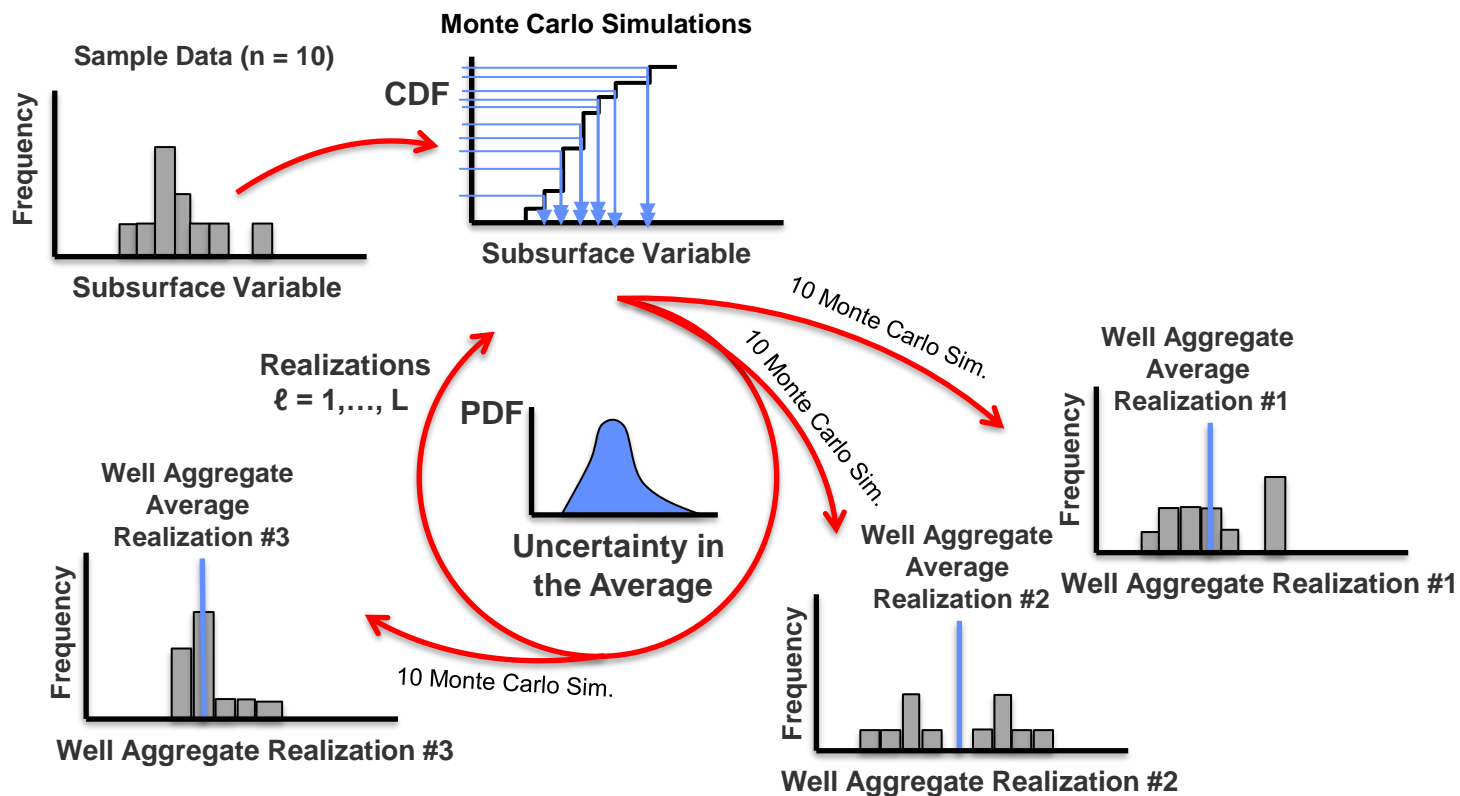 Monte Carlo Simulations
Sample Data (n = 10)
CDF
Frequency
Subsurface Variable
Subsurface Variable
10 Monte Carlo Sim.
10 Monte Carlo Sim.
Realizations
ℓ = 1,…, L
PDF
Uncertainty in
the Average
Well Aggregate
Average
Realization #1
Frequency
Well Aggregate Realization #1
Well Aggregate
Average
Realization #2
Frequency
Well Aggregate Realization #2
Well Aggregate
Average
Realization #3
Frequency
10 Monte Carlo Sim.
Well Aggregate Realization #3